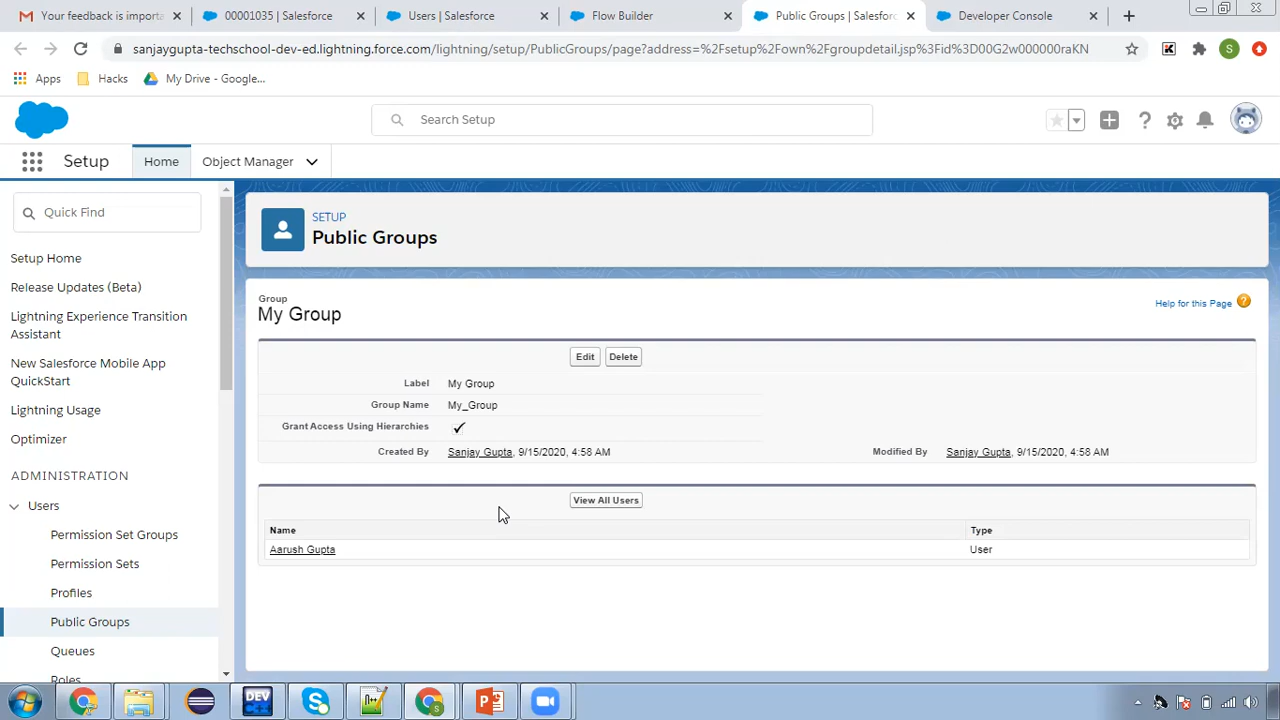 Your feedback is importa
00001035 | Salesforce
Users | Salesforce
Flow Builder
Public Groups | Salesforc
Developer Console
sanjaygupta-techschool-dev-ed.lightning.force.com/lightning/setup/PublicGroups/page?address=%2Fsetup%2Fown%2Fgroupdetail.jsp%3Fid%3D00G2w000000raKN
S
Apps
Hacks
My Drive - Google...
Search Setup
Setup
Home
Object Manager
Quick Find
Setup Home
Release Updates (Beta)
Lightning Experience Transition
Assistant
New Salesforce Mobile App
QuickStart
Lightning Usage
Optimizer
ADMINISTRATION
Users
Permission Set Groups
Permission Sets
Profiles
Public Groups
Queues
Roles
SETUP
Public Groups
Group
My Group
Help for this Page
Edit
Delete
Label
My Group
Group Name
My_Group
Grant Access Using Hierarchies
Created By
Sanjay Gupta, 9/15/2020, 4:58 AM
Modified By
Sanjay Gupta, 9/15/2020, 4:58 AM
View All Users
Name
Type
Aarush Gupta
User